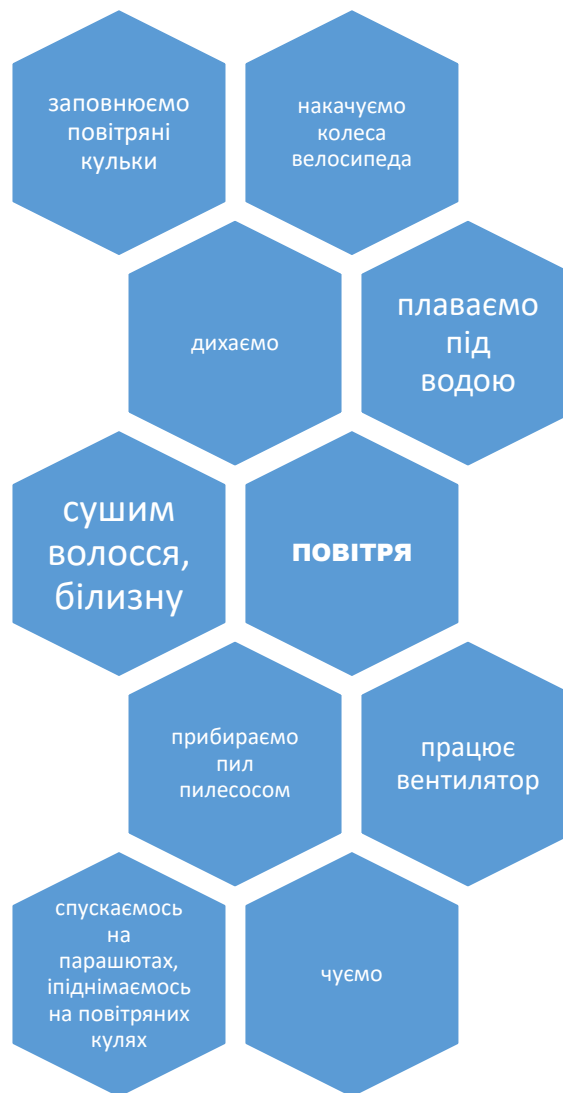 заповнюємо
повітряні
кульки
накачуємо
колеса
велосипеда
дихаємо
плаваємо
під
водою
сушим
волосся,
білизну
ПОВІТРЯ
прибираємо
пил
пилесосом
працює
вентилятор
спускаємось
на
парашютах,
іпіднімаємось
на повітряних
кулях
чуємо